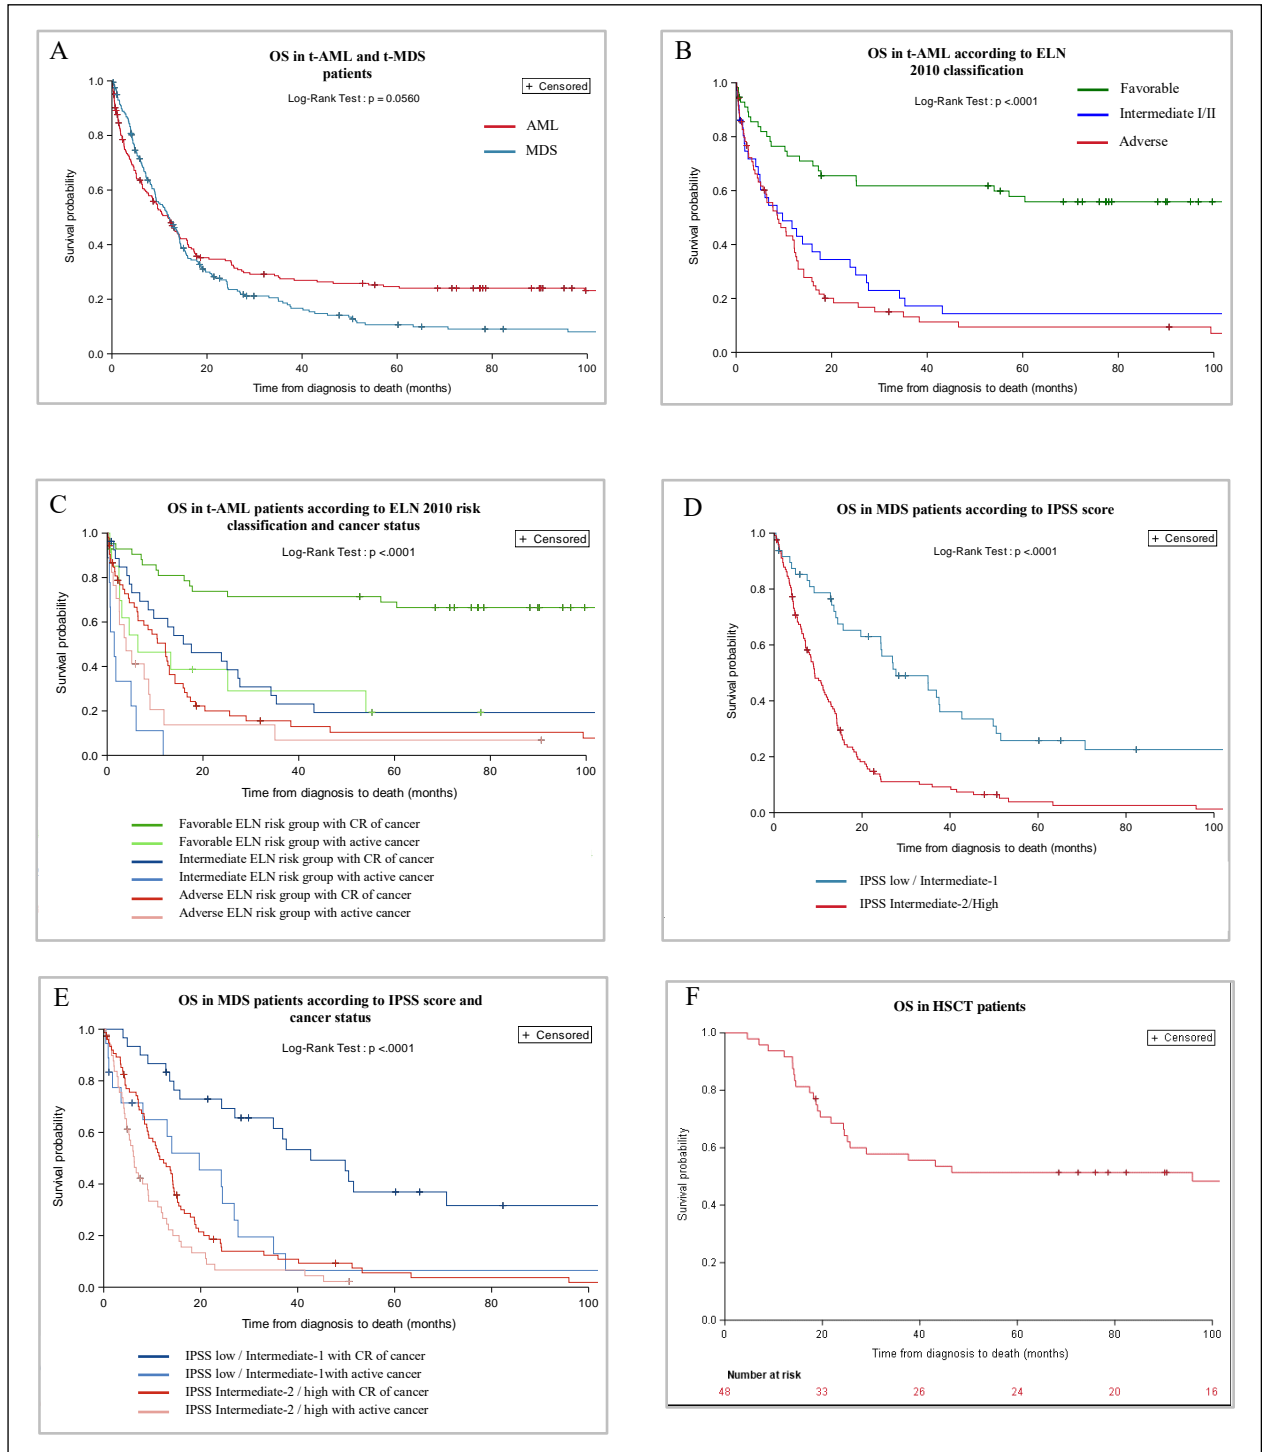 A
OS in t-AML and t-MDS
patients
Log-Rank Test : p = 0.0560
+ Censored
AML
MDS
1.0
0.8
0.6
0.4
0.2
0.0
Survival probability
0 20 40 60 80 100
Time from diagnosis to death (months)
B
OS in t-AML according to ELN
2010 classification
Log-Rank Test : p <.0001
Favorable
Intermediate I/II
Adverse
1.0
0.8
0.6
0.4
0.2
0.0
Survival probability
0 20 40 60 80 100
Time from diagnosis to death (months)
C
OS in t-AML patients according to ELN 2010 risk
classification and cancer status
Log-Rank Test : p <.0001
+ Censored
1.0
0.8
0.6
0.4
0.2
0.0
Survival probability
0 20 40 60 80 100
Time from diagnosis to death (months)
Favorable ELN risk group with CR of cancer
Favorable ELN risk group with active cancer
Intermediate ELN risk group with CR of cancer
Intermediate ELN risk group with active cancer
Adverse ELN risk group with CR of cancer
Adverse ELN risk group with active cancer
D
OS in MDS patients according to IPSS score
Log-Rank Test : p <.0001
+ Censored
1.0
0.8
0.6
0.4
0.2
0.0
Survival probability
0 20 40 60 80 100
Time from diagnosis to death (months)
IPSS low / Intermediate-1
IPSS Intermediate-2/High
E
OS in MDS patients according to IPSS score and
cancer status
Log-Rank Test : p <.0001
+ Censored
1.0
0.8
0.6
0.4
0.2
0.0
Survival probability
0 20 40 60 80 100
Time from diagnosis to death (months)
IPSS low / Intermediate-1 with CR of cancer
IPSS low / Intermediate-1with active cancer
IPSS Intermediate-2 / high with CR of cancer
IPSS Intermediate-2 / high with active cancer
F
OS in HSCT patients
+ Censored
1.0
0.8
0.6
0.4
0.2
0.0
Survival probability
0 20 40 60 80 100
Time from diagnosis to death (months)
Number at risk
48 33 26 24 20 16